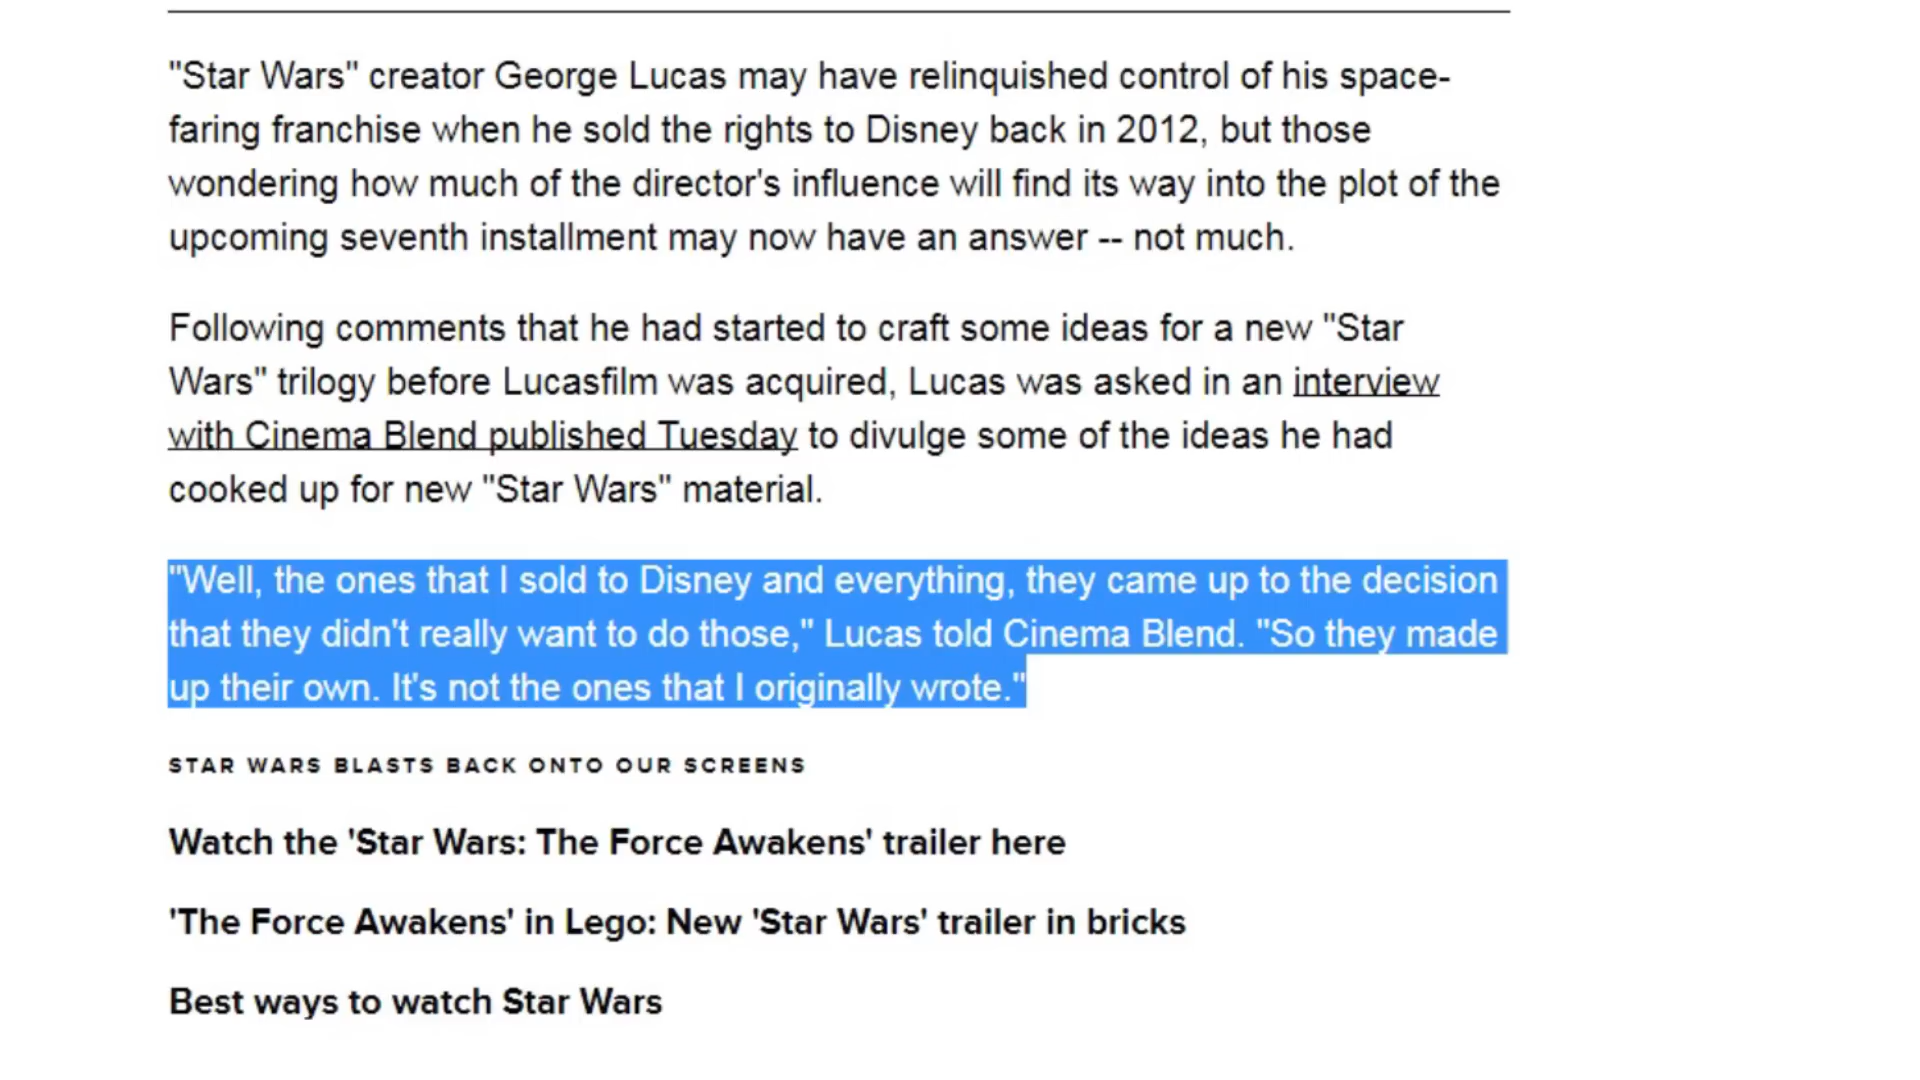 "Star Wars" creator George Lucas may have relinquished control of his space-
faring franchise when he sold the rights to Disney back in 2012, but those
wondering how much of the director's influence will find its way into the plot of the
upcoming seventh installment may now have an answer -- not much.
Following comments that he had started to craft some ideas for a new "Star
Wars" trilogy before Lucasfilm was acquired, Lucas was asked in an interview
with Cinema Blend published Tuesday to divulge some of the ideas he had
cooked up for new "Star Wars" material.
"Well, the ones that I sold to Disney and everything, they came up to the decision
that they didn't really want to do those," Lucas told Cinema Blend. "So they made
up their own. It's not the ones that I originally wrote."
STAR WARS BLASTS BACK ONTO OUR SCREENS
Watch the 'Star Wars: The Force Awakens' trailer here
'The Force Awakens' in Lego: New 'Star Wars' trailer in bricks
Best ways to watch Star Wars